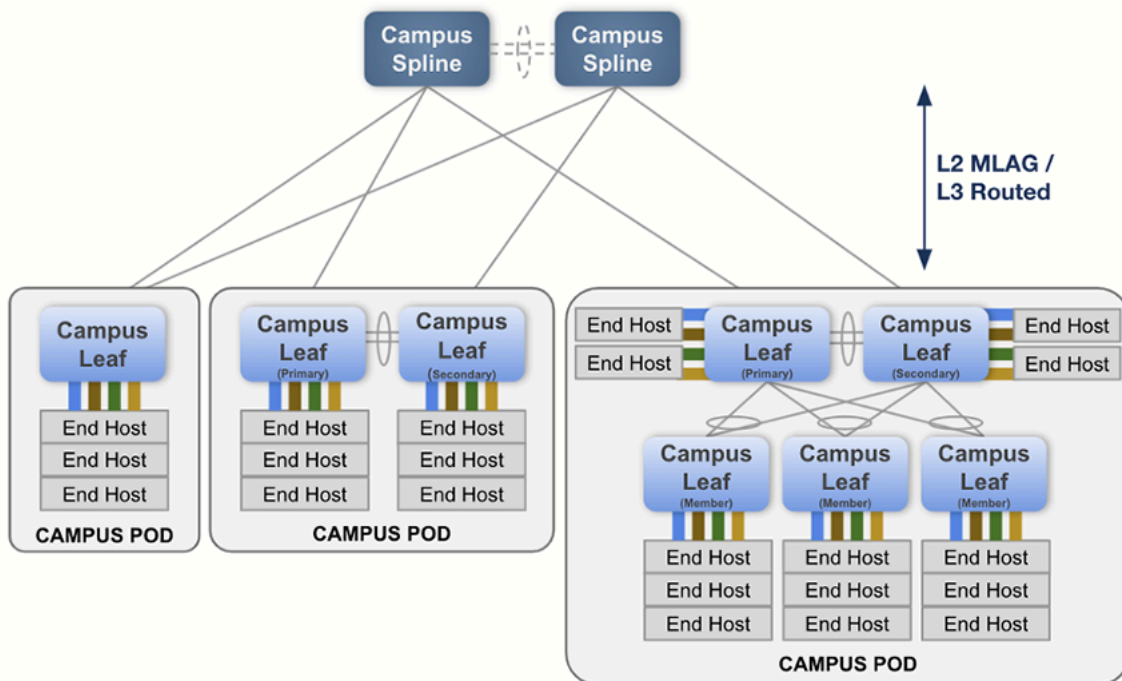 Campus
Spline
Campus
Spline
L2 MLAG /
L3 Routed
Campus
Leaf
End Host
End Host
End Host
CAMPUS POD
Campus
Leaf
(Primary)
Campus
Leaf
(Secondary)
End Host
End Host
End Host
End Host
End Host
End Host
CAMPUS POD
End Host
End Host
Campus
Leaf
(Primary)
Campus
Leaf
(Secondary)
End Host
End Host
Campus
Leaf
(Member)
Campus
Leaf
(Member)
Campus
Leaf
(Member)
End Host
End Host
End Host
End Host
End Host
End Host
End Host
End Host
End Host
CAMPUS POD